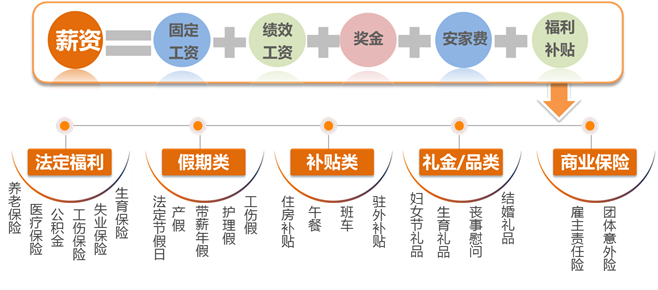 薪资
固定
工资
绩效
工资
奖金
安家费
福利
补贴
法定福利
养老保险
医疗保险
公积金
工伤保险
失业保险
生育保险
假期类
法定节假日
产假
带薪年假
护理假
工伤假
补贴类
住房补贴
午餐
班车
驻外补贴
礼金/品类
妇女节礼品
生育礼品
丧事慰问
结婚礼品
商业保险
雇主责任险
团体意外险